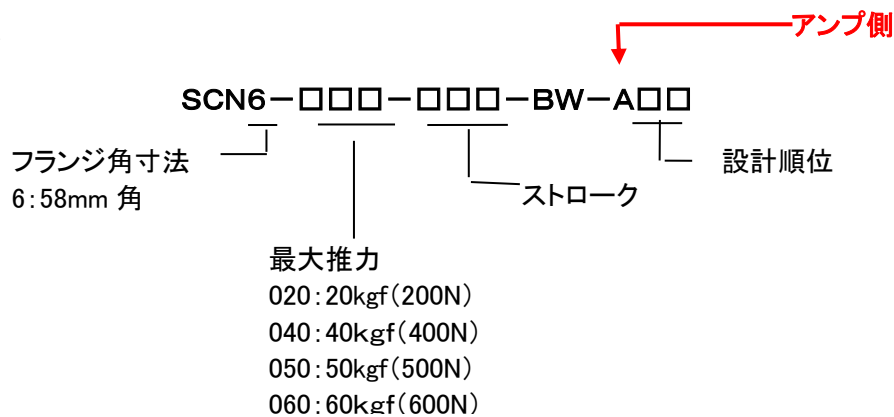 アンプ側
SCN6－□□□－□□□－BW－A□□
フランジ角寸法
6：58mm 角
設計順位
ストローク
最大推力
020：20kgf（200N）
040：40kgf（400N）
050：50kgf（500N）
060：60kgf（600N）